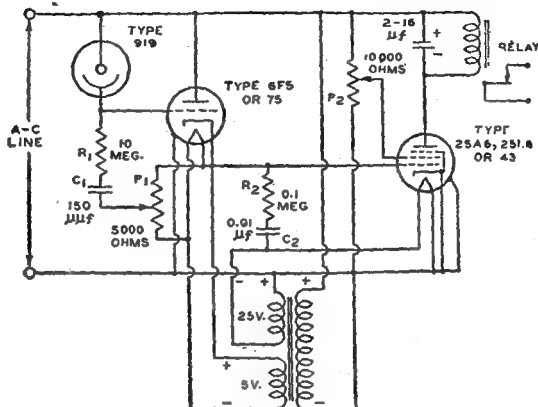 TYPE
919
A-C
LINE
R₁
10
MEG.
C₁
150
μμf
P₁
5000
OHMS
TYPE 6F5
OR 75
R₂
0.1
MEG
0.01
μf
C₂
P₂
10000
OHMS
2-16
μf
+
−
RELAY
TYPE
25A6, 25L6
OR 43
− + +
25V.
5V.
+
− −